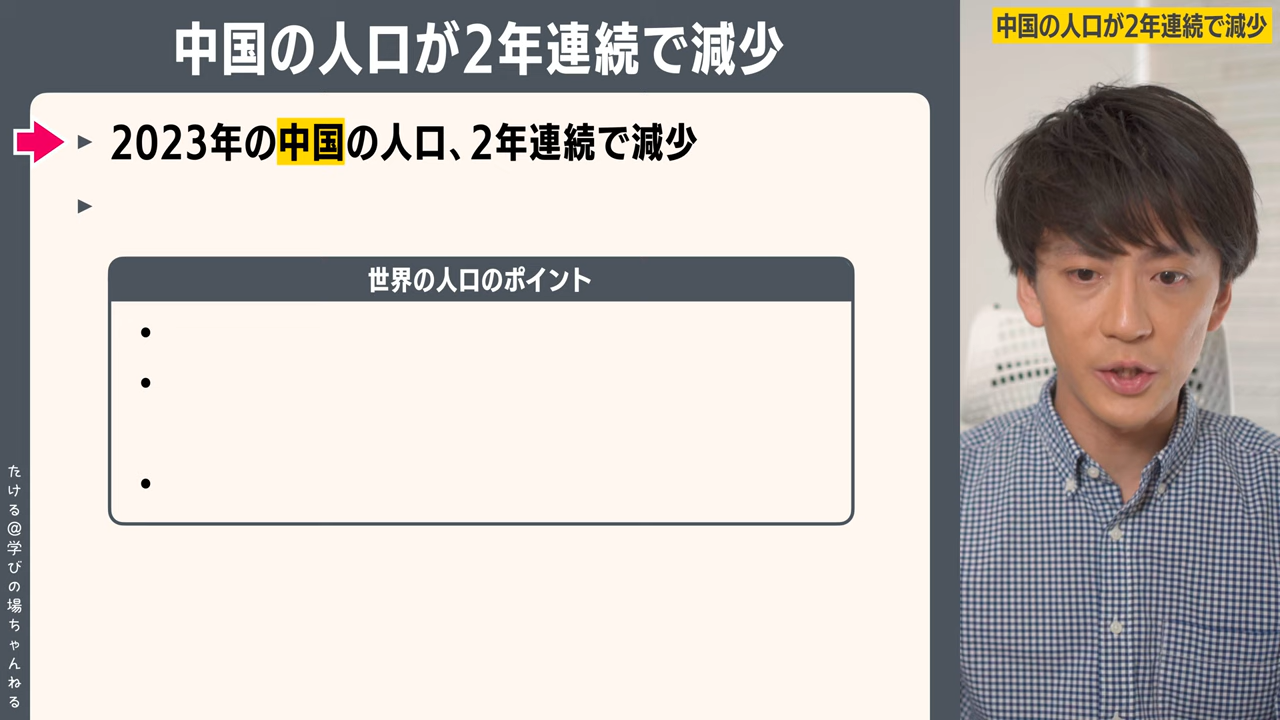 中国の人口が2年連続で減少
中国の人口が2年連続で減少
2023年の中国の人口、2年連続で減少
世界の人口のポイント
たける@学びの場ちゃんねる